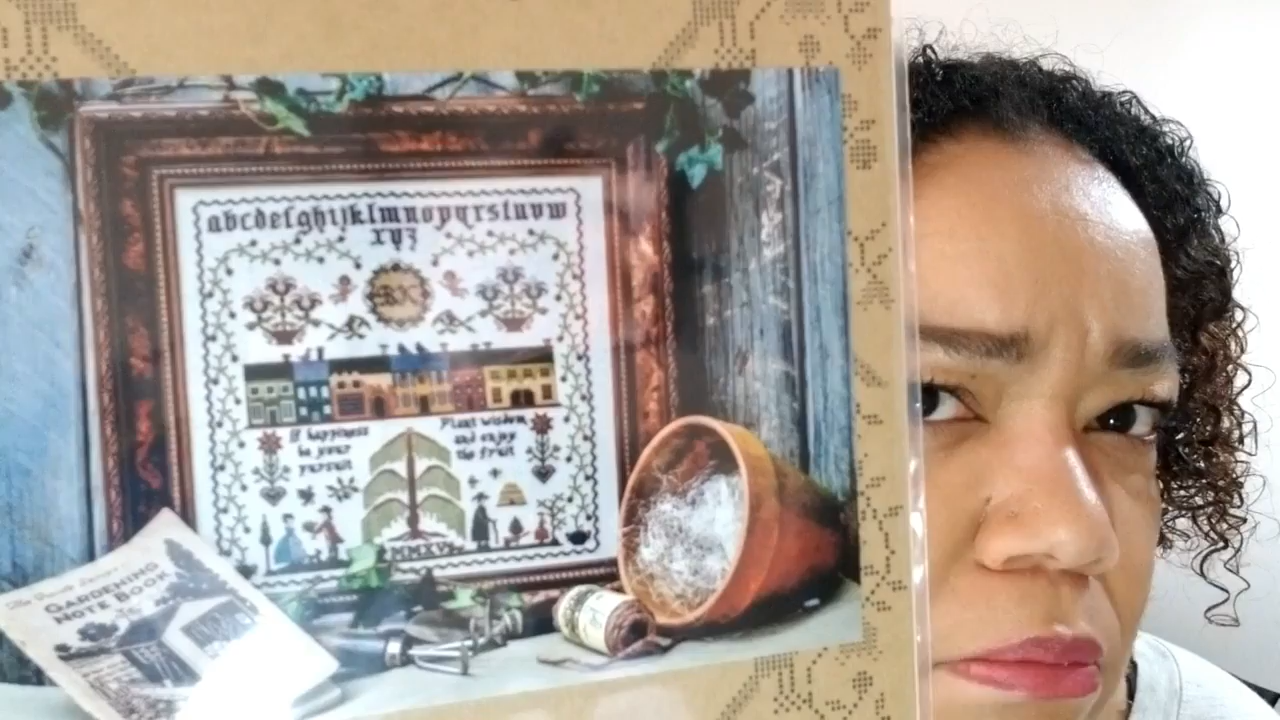 abcdefghijklmnopqrstuvw
xyz
If happiness
be your
pursuit
Plant wisdom
and enjoy
the fruit
MMXVI
GARDENING
NOTE BOOK